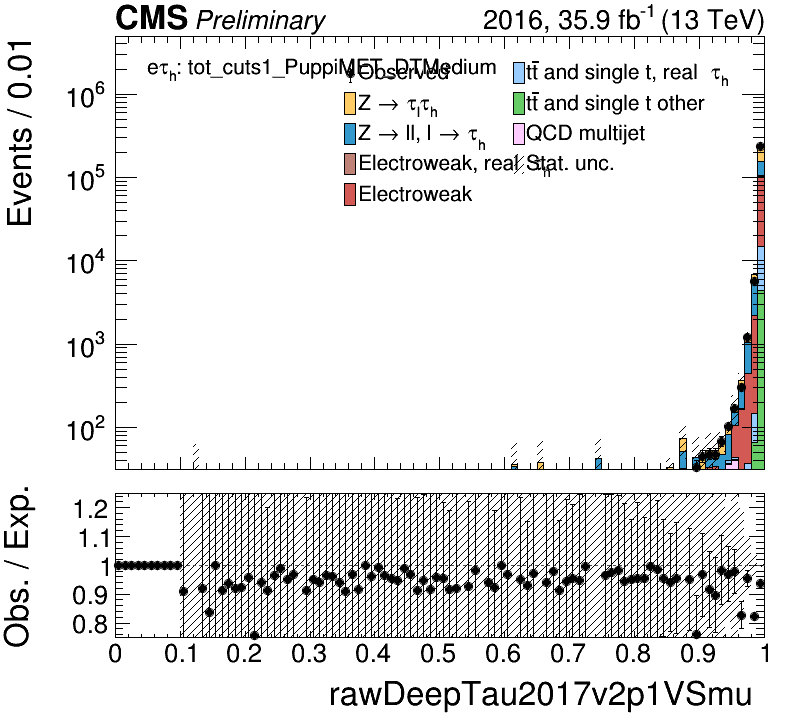 CMS Preliminary 2016, 35.9 fb⁻¹ (13 TeV)
Events / 0.01
eτₕ: tot_cuts1_PuppiMET_DTMedium
Observed
Z → τₗτₕ
Z → ll, l → τₕ
Electroweak, real τₕ
Electroweak
tt̄ and single t, real τₕ
tt̄ and single t other
QCD multijet
Stat. unc.
10⁶
10⁵
10⁴
10³
10²
Obs. / Exp.
1.2
1.1
1
0.9
0.8
0 0.1 0.2 0.3 0.4 0.5 0.6 0.7 0.8 0.9 1
rawDeepTau2017v2p1VSmu